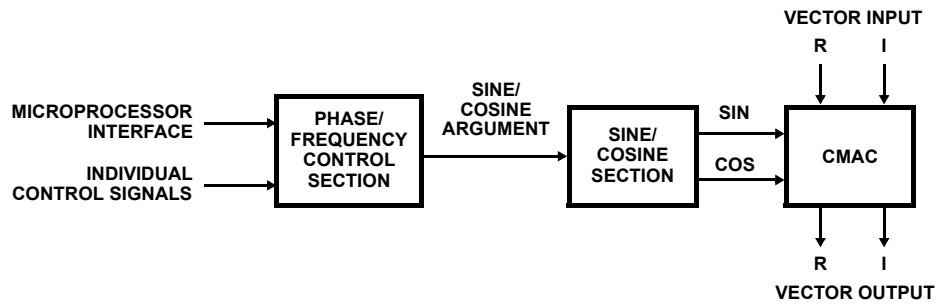 VECTOR INPUT
R I
MICROPROCESSOR
INTERFACE
INDIVIDUAL
CONTROL SIGNALS
PHASE/
FREQUENCY
CONTROL
SECTION
SINE/
COSINE
ARGUMENT
SINE/
COSINE
SECTION
SIN
COS
CMAC
R I
VECTOR OUTPUT